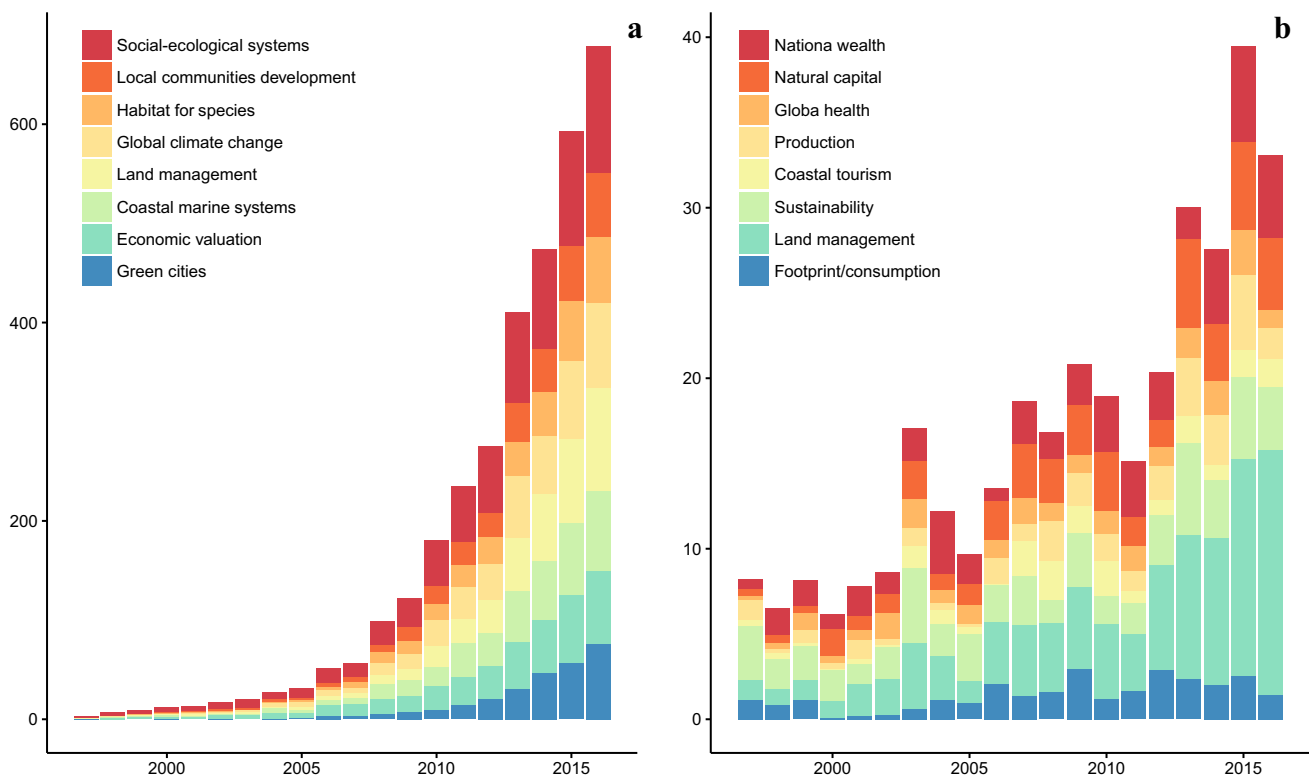 a
Social-ecological systems
Local communities development
Habitat for species
Global climate change
Land management
Coastal marine systems
Economic valuation
Green cities
600
400
200
0
2000
2005
2010
2015
b
Nationa wealth
Natural capital
Globa health
Production
Coastal tourism
Sustainability
Land management
Footprint/consumption
40
30
20
10
0
2000
2005
2010
2015